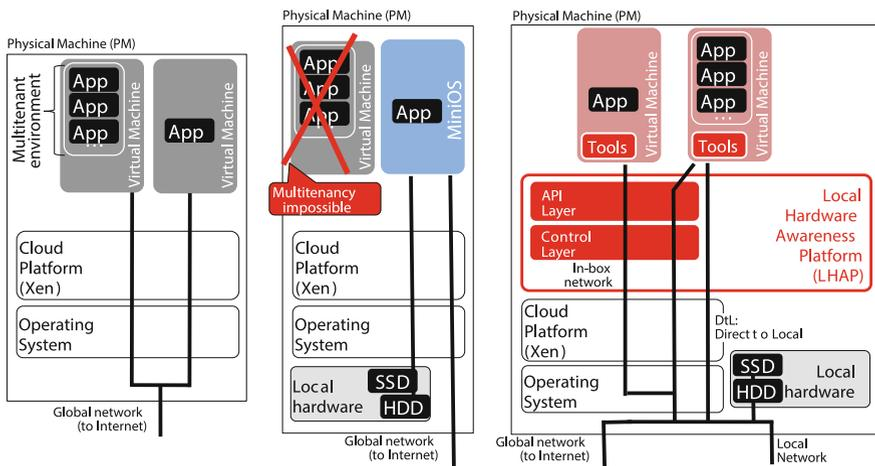 Physical Machine (PM)
Multitenant
environment
App
App
App
...
Virtual Machine
App
Virtual Machine
Cloud
Platform
(Xen)
Operating
System
Global network
(to Internet)
Physical Machine (PM)
App
App
App
Virtual Machine
App
MiniOS
Multitenancy
impossible
Cloud
Platform
(Xen)
Operating
System
Local
hardware
SSD
HDD
Global network
(to Internet)
Physical Machine (PM)
App
Tools
Virtual Machine
App
App
App
...
Tools
Virtual Machine
API
Layer
Control
Layer
Local
Hardware
Awareness
Platform
(LHAP)
In-box
network
Cloud
Platform
(Xen)
DtL:
Direct to Local
Operating
System
SSD
HDD
Local
hardware
Global network
(to Internet)
Local
Network